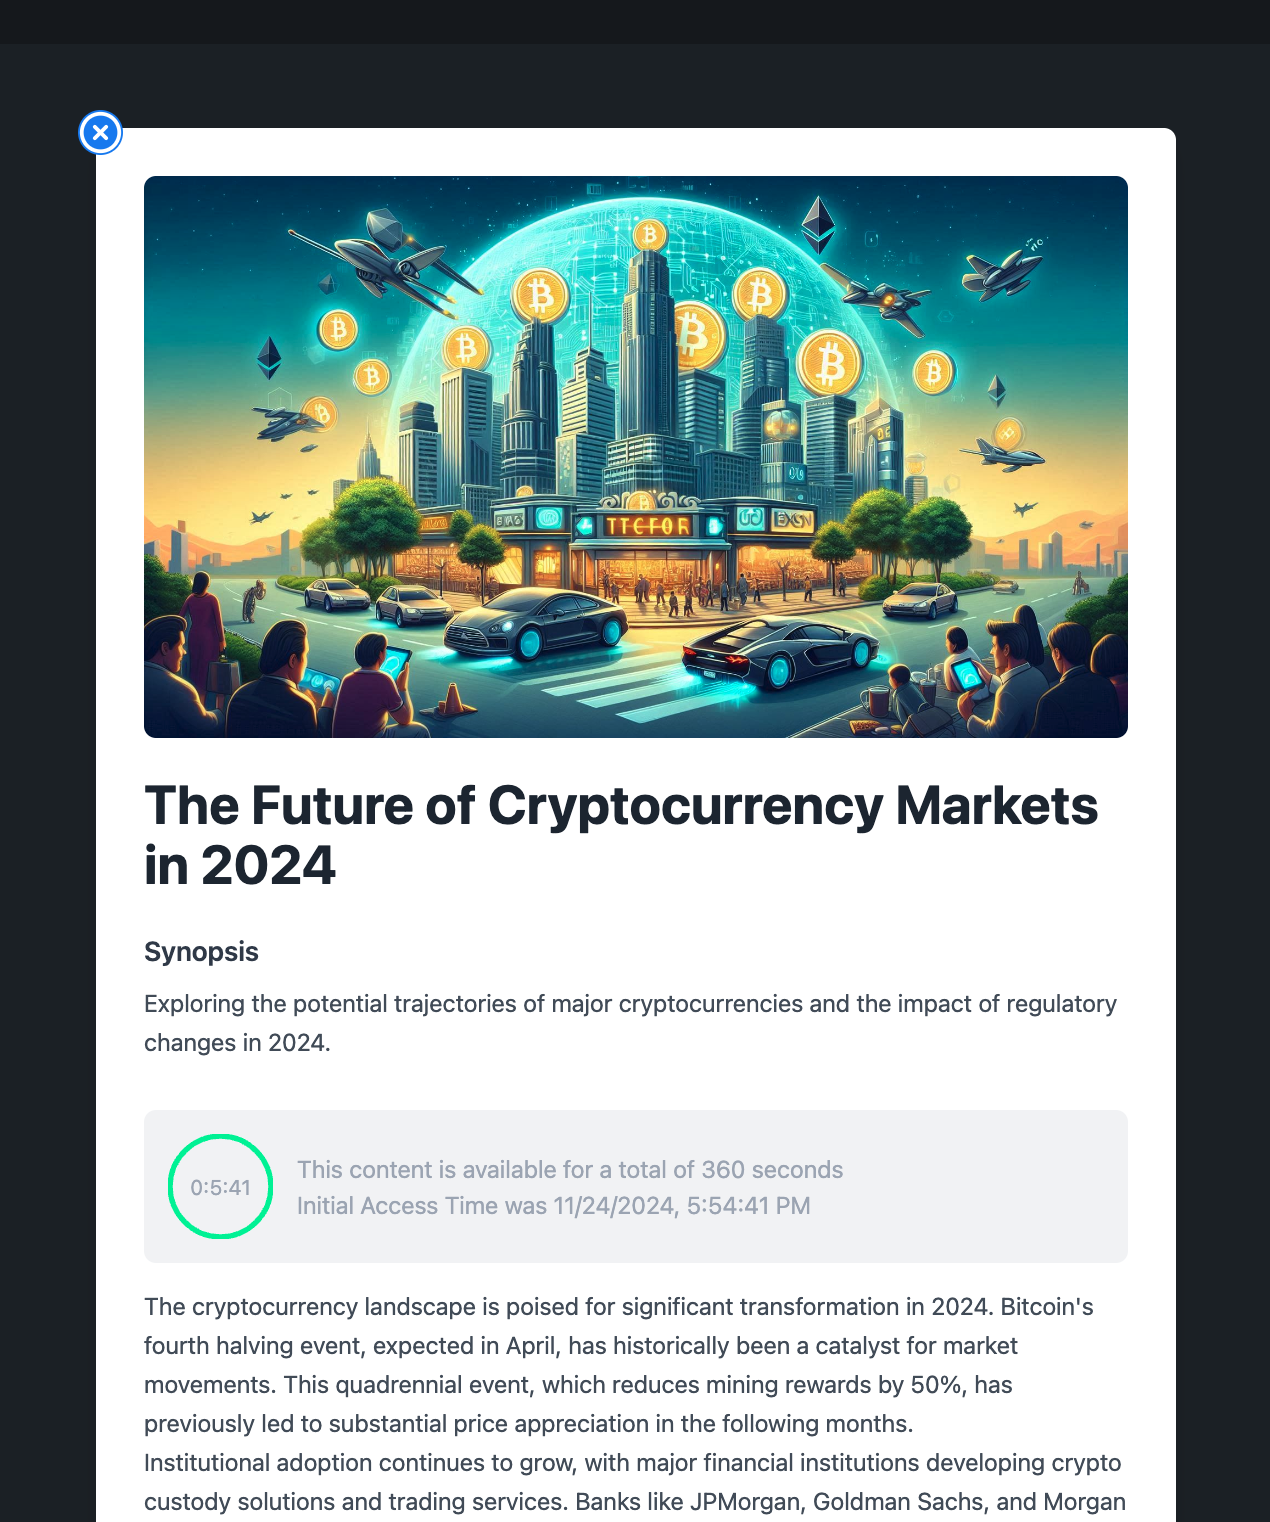 TTCFOR
The Future of Cryptocurrency Markets
in 2024
Synopsis
Exploring the potential trajectories of major cryptocurrencies and the impact of regulatory
changes in 2024.
0:5:41
This content is available for a total of 360 seconds
Initial Access Time was 11/24/2024, 5:54:41 PM
The cryptocurrency landscape is poised for significant transformation in 2024. Bitcoin's
fourth halving event, expected in April, has historically been a catalyst for market
movements. This quadrennial event, which reduces mining rewards by 50%, has
previously led to substantial price appreciation in the following months.
Institutional adoption continues to grow, with major financial institutions developing crypto
custody solutions and trading services. Banks like JPMorgan, Goldman Sachs, and Morgan